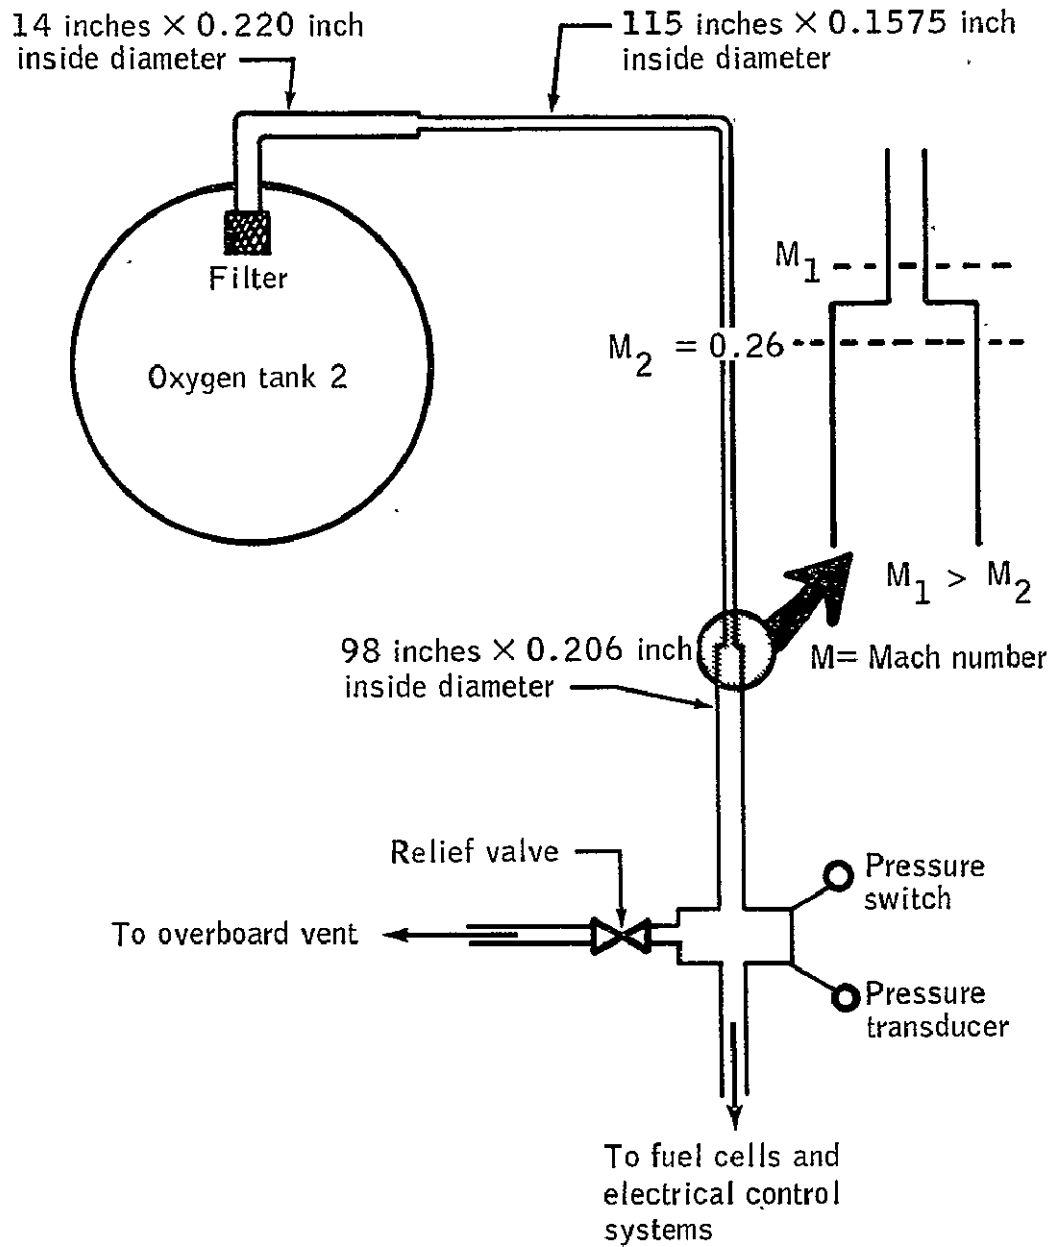 14 inches × 0.220 inch
inside diameter
115 inches × 0.1575 inch
inside diameter
Filter
Oxygen tank 2
M1
M2 = 0.26
M1 > M2
M= Mach number
98 inches × 0.206 inch
inside diameter
Relief valve
Pressure
switch
To overboard vent
Pressure
transducer
To fuel cells and
electrical control
systems